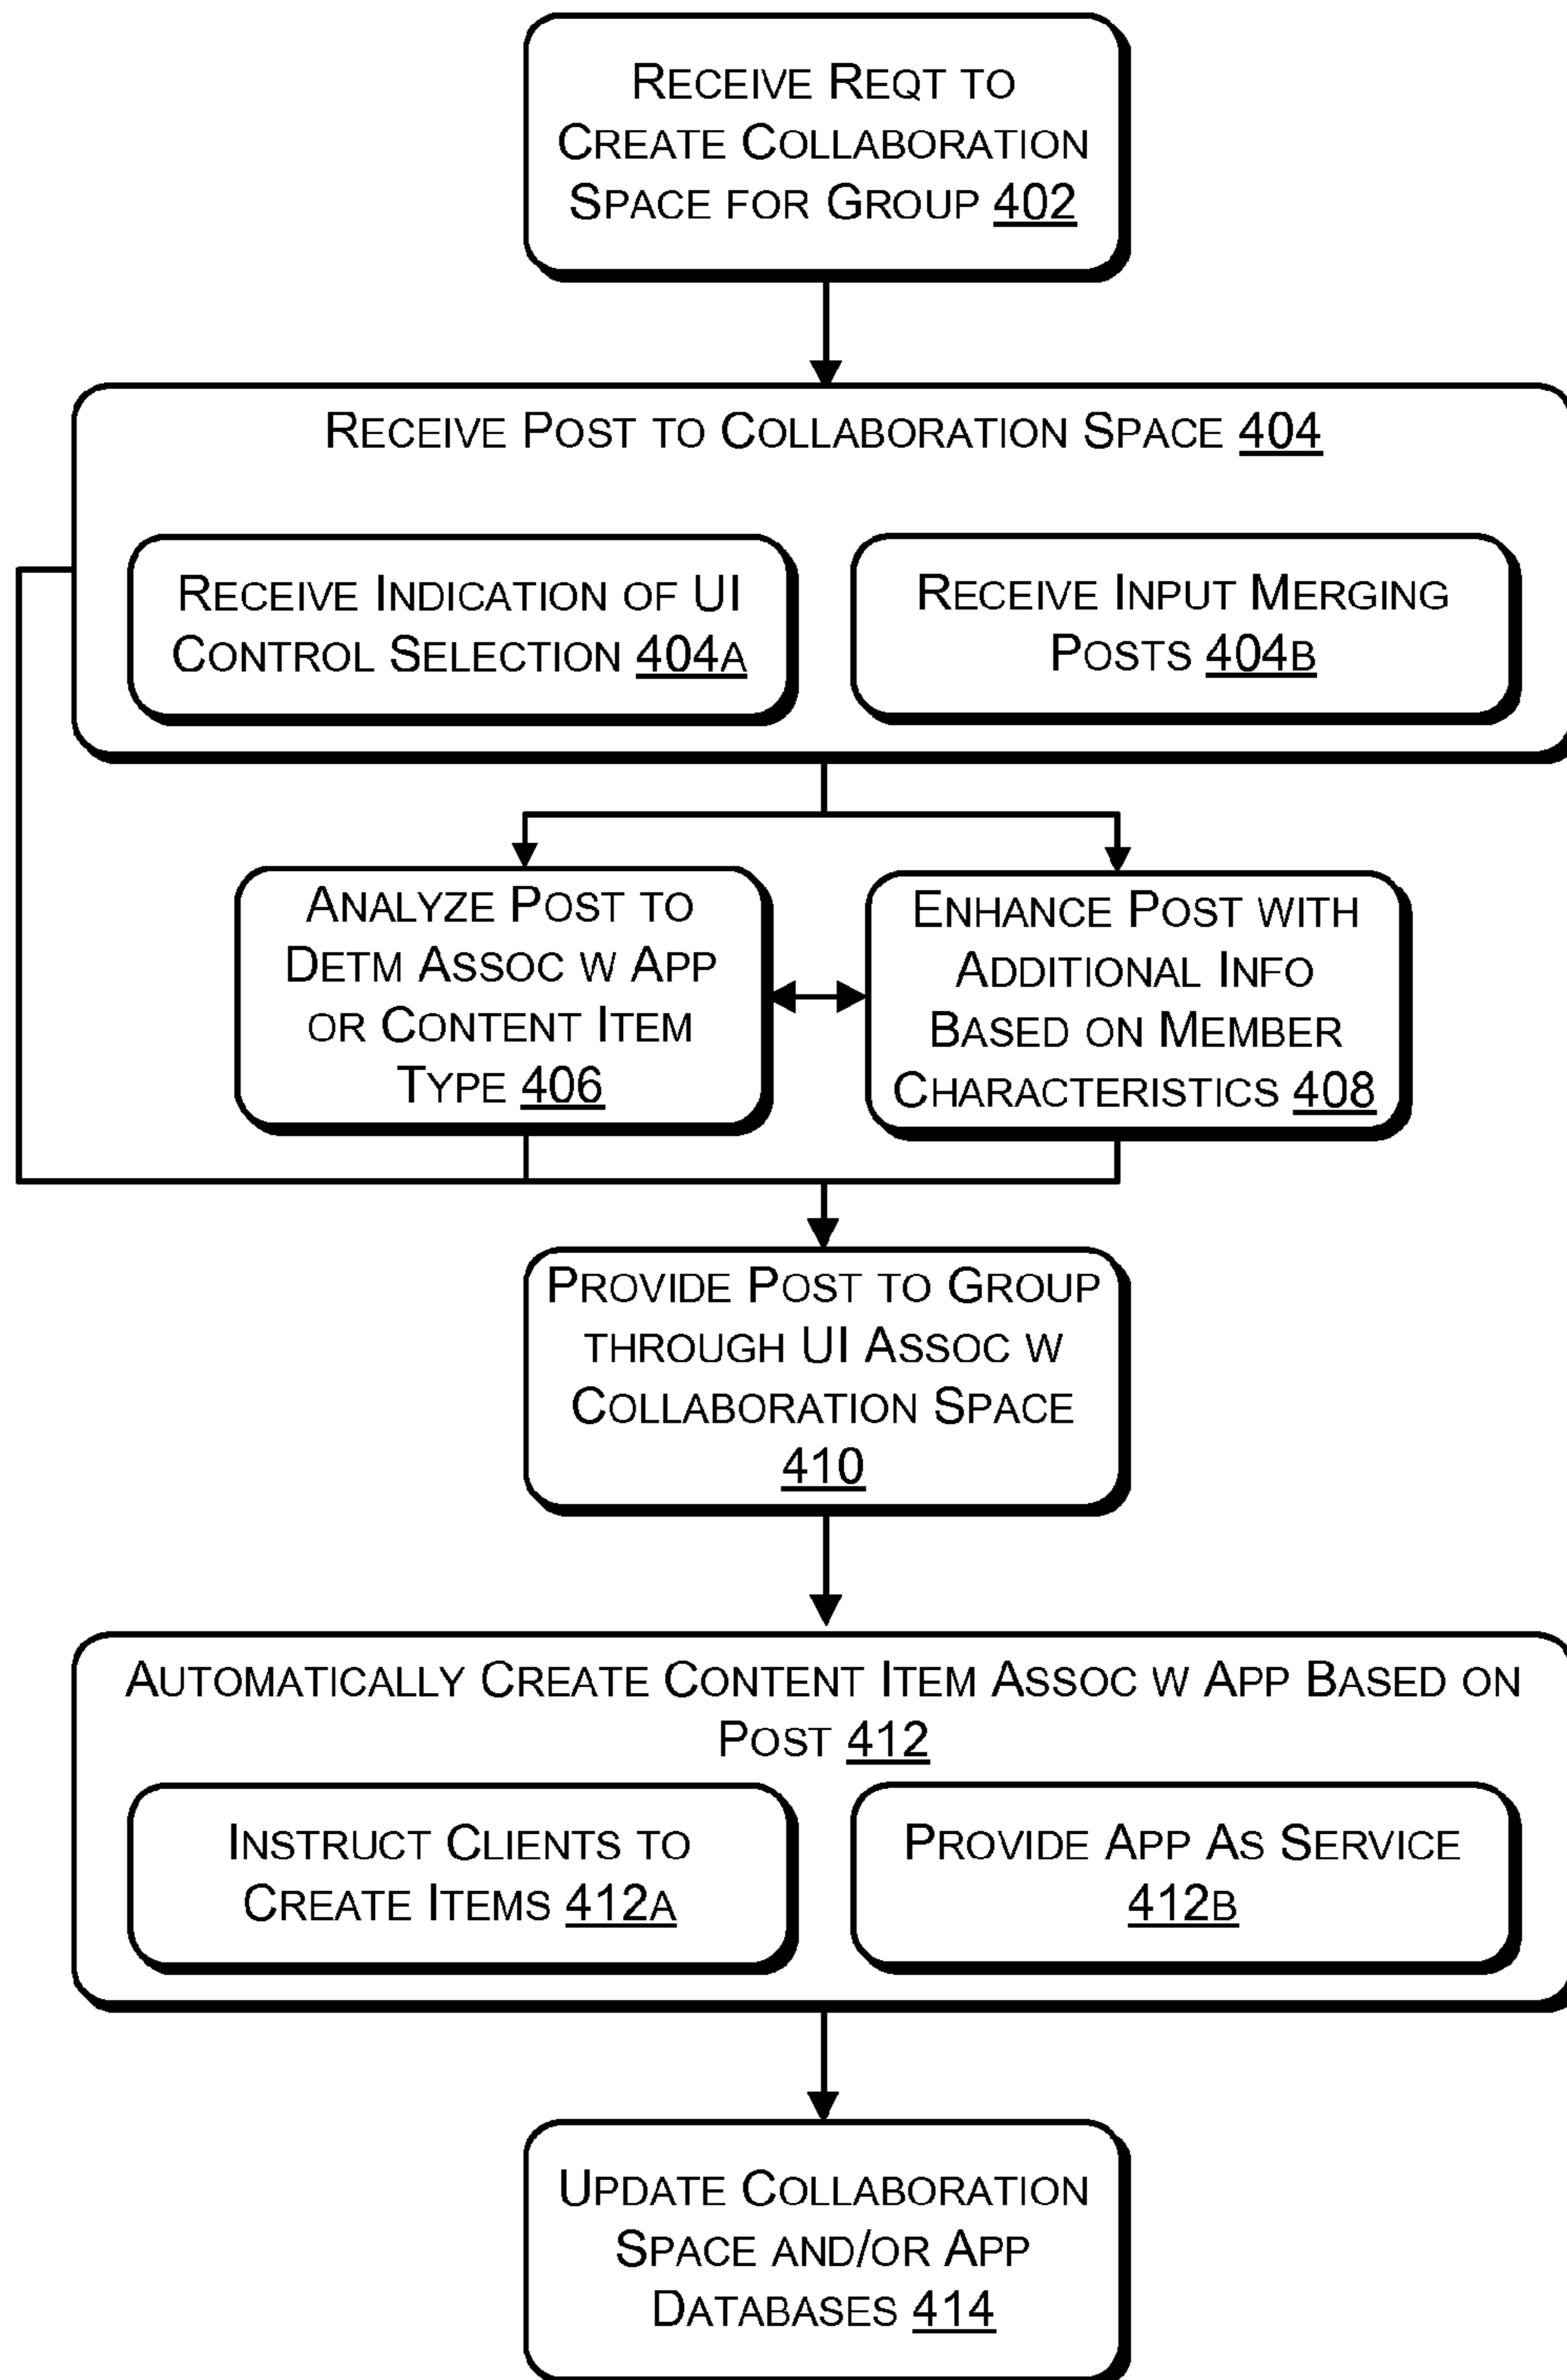 RECEIVE REQT TO
CREATE COLLABORATION
SPACE FOR GROUP 402
RECEIVE POST TO COLLABORATION SPACE 404
RECEIVE INDICATION OF UI
CONTROL SELECTION 404A
RECEIVE INPUT MERGING
POSTS 404B
ANALYZE POST TO
DETM ASSOC W APP
OR CONTENT ITEM
TYPE 406
ENHANCE POST WITH
ADDITIONAL INFO
BASED ON MEMBER
CHARACTERISTICS 408
PROVIDE POST TO GROUP
THROUGH UI ASSOC W
COLLABORATION SPACE
410
AUTOMATICALLY CREATE CONTENT ITEM ASSOC W APP BASED ON
POST 412
INSTRUCT CLIENTS TO
CREATE ITEMS 412A
PROVIDE APP AS SERVICE
412B
UPDATE COLLABORATION
SPACE AND/OR APP
DATABASES 414